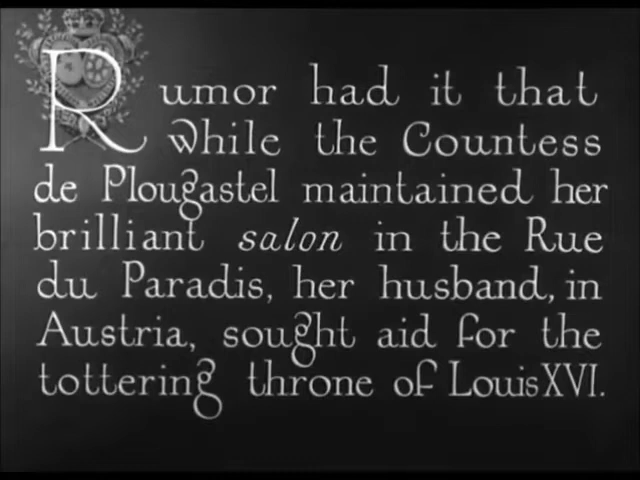 Rumor had it that
while the Countess
de Plougastel maintained her
brilliant salon in the Rue
du Paradis, her husband, in
Austria, sought aid for the
tottering throne of Louis XVI.